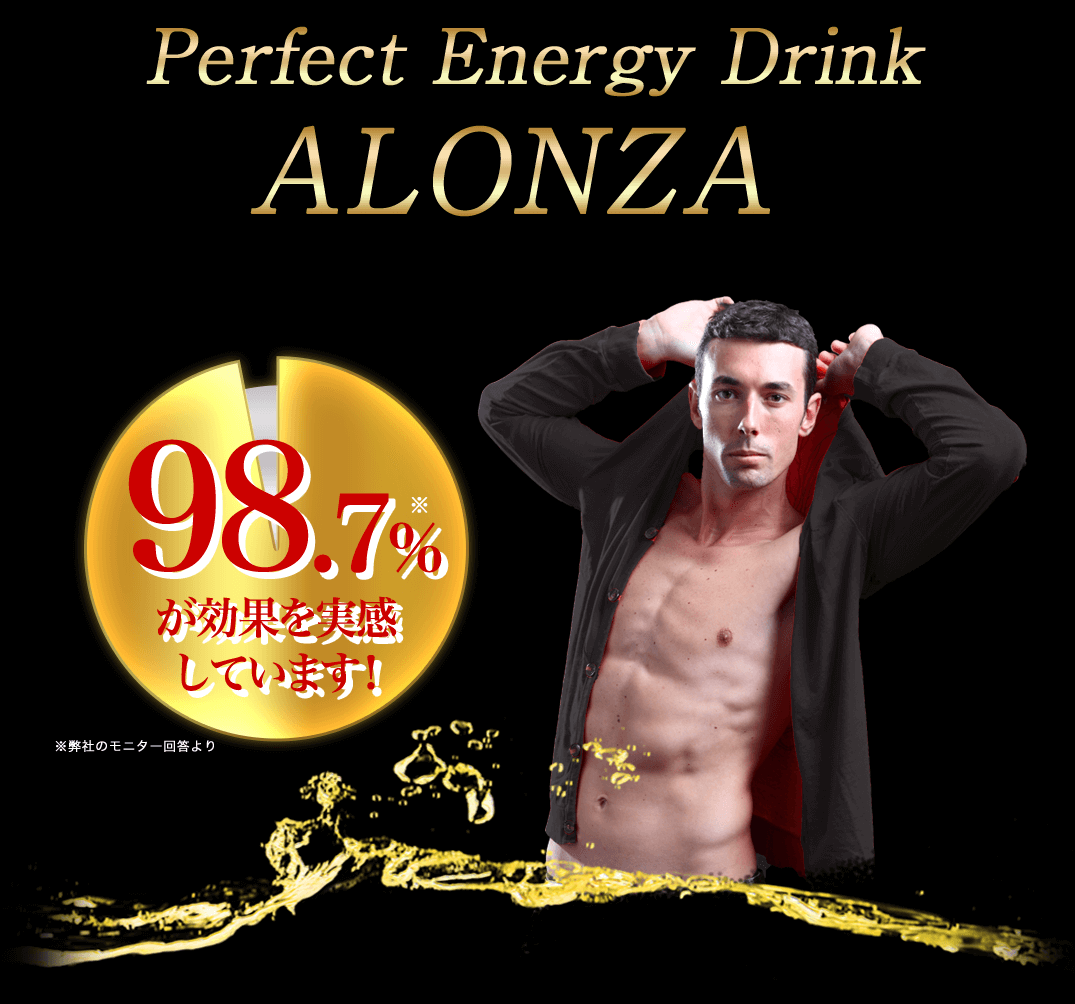 Perfect Energy Drink
ALONZA
98.7%※
が効果を実感
しています!
※弊社のモニター回答より